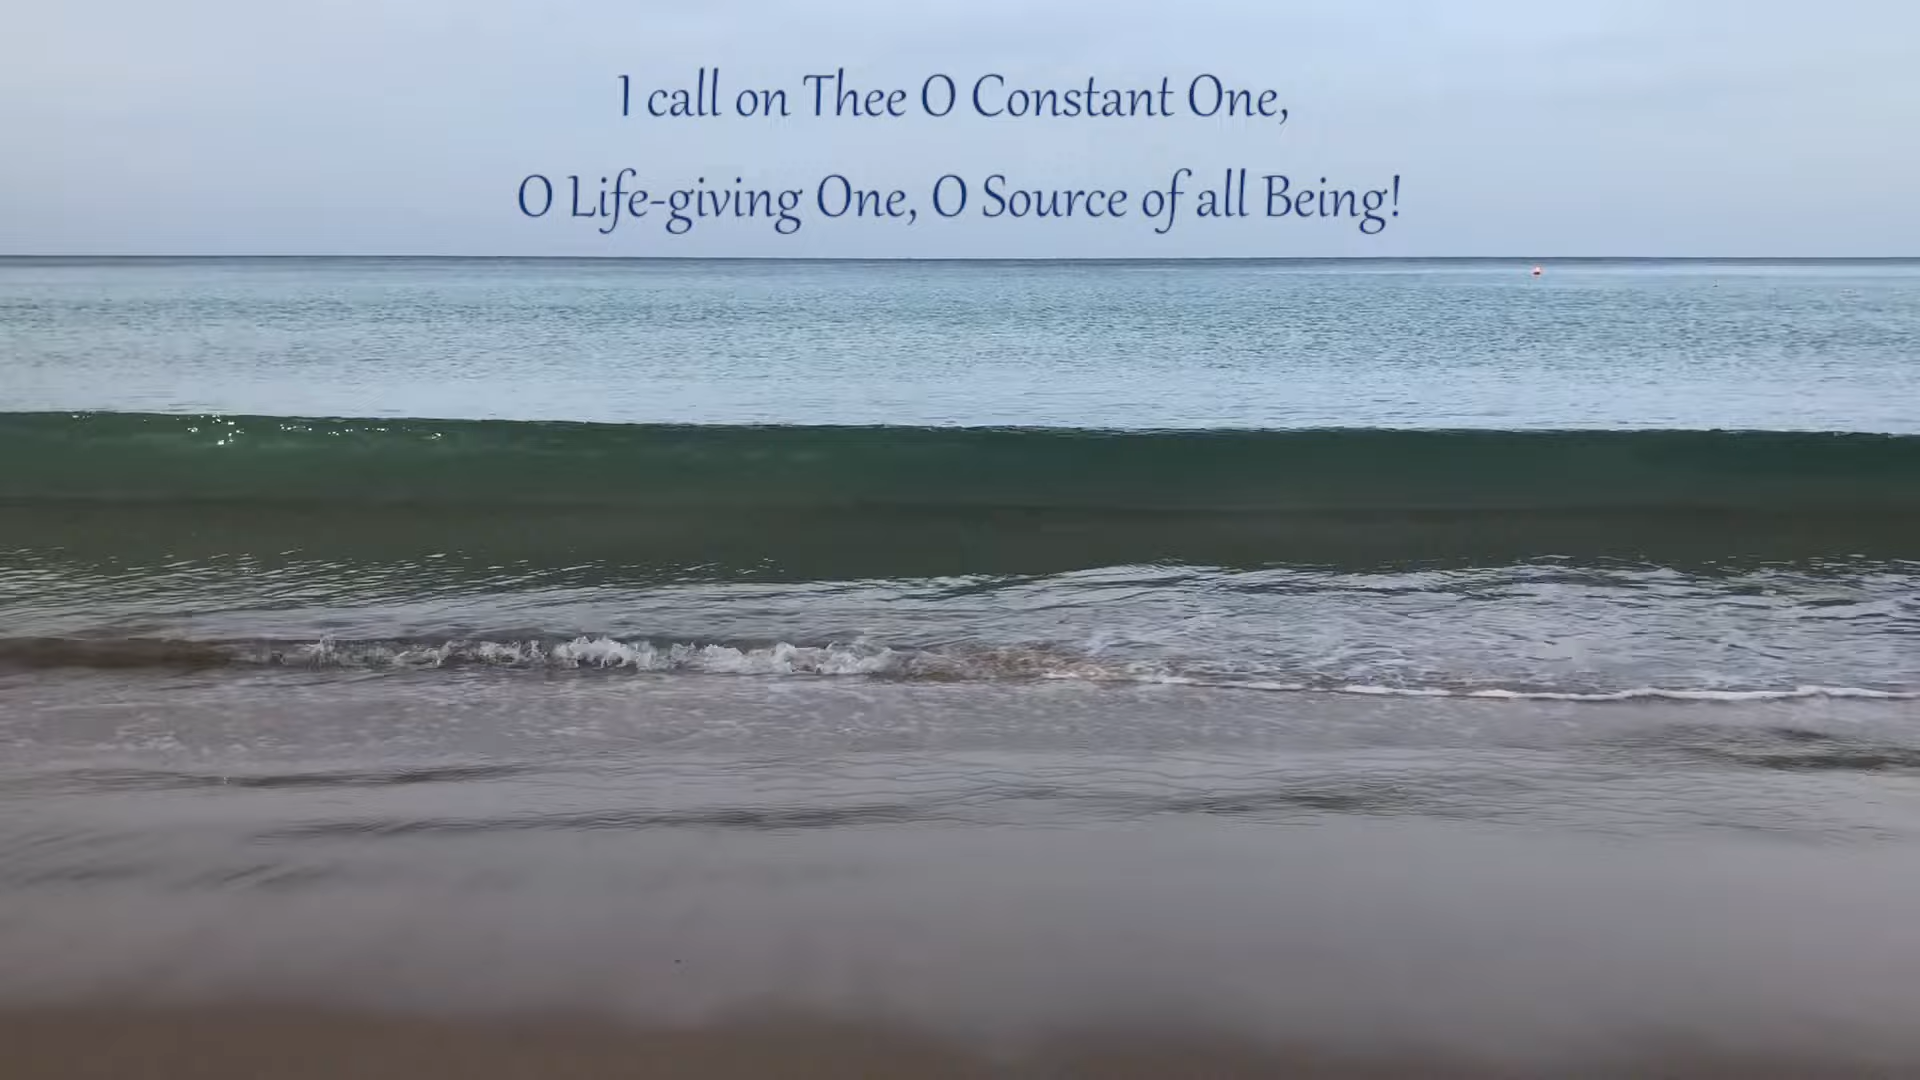 I call on Thee O Constant One,
O Life-giving One, O Source of all Being!